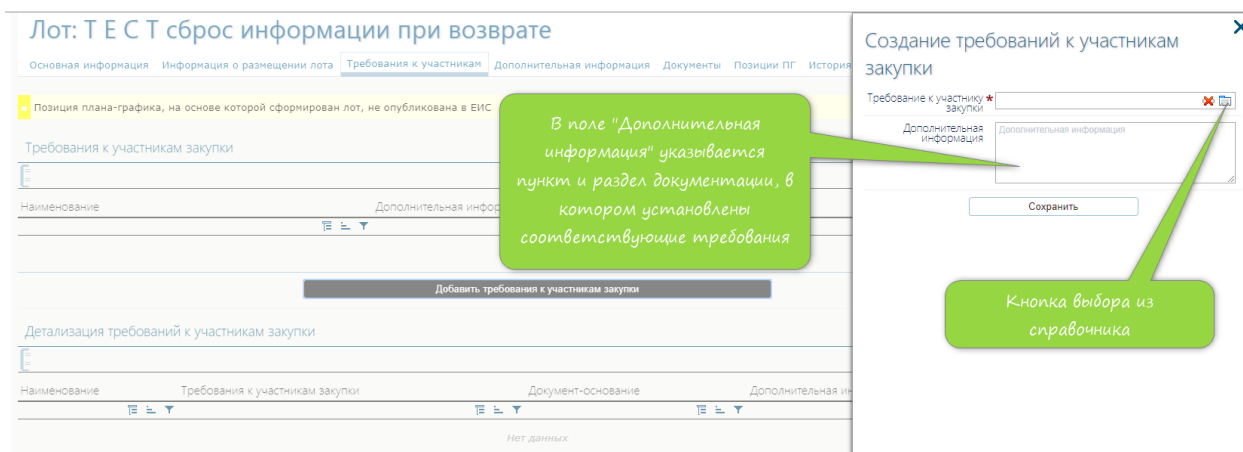 Лот: Т Е С Т сброс информации при возврате
Основная информация Информация о размещении лота Требования к участникам Дополнительная информация Документы Позиции ПГ История
Позиция плана-графика, на основе которой сформирован лот, не опубликована в ЕИС
Требования к участникам закупки
Наименование Дополнительная инфор
Добавить требования к участникам закупки
Детализация требований к участникам закупки
Наименование Требования к участникам закупки Документ-основание Дополнительная ин
Нет данных
В поле "Дополнительная
информация" указывается
пункт и раздел документации, в
котором установлены
соответствующие требования
Создание требований к участникам
закупки
Требование к участнику *
закупки
Дополнительная
информация
Дополнительная информация
Сохранить
Кнопка выбора из
справочника